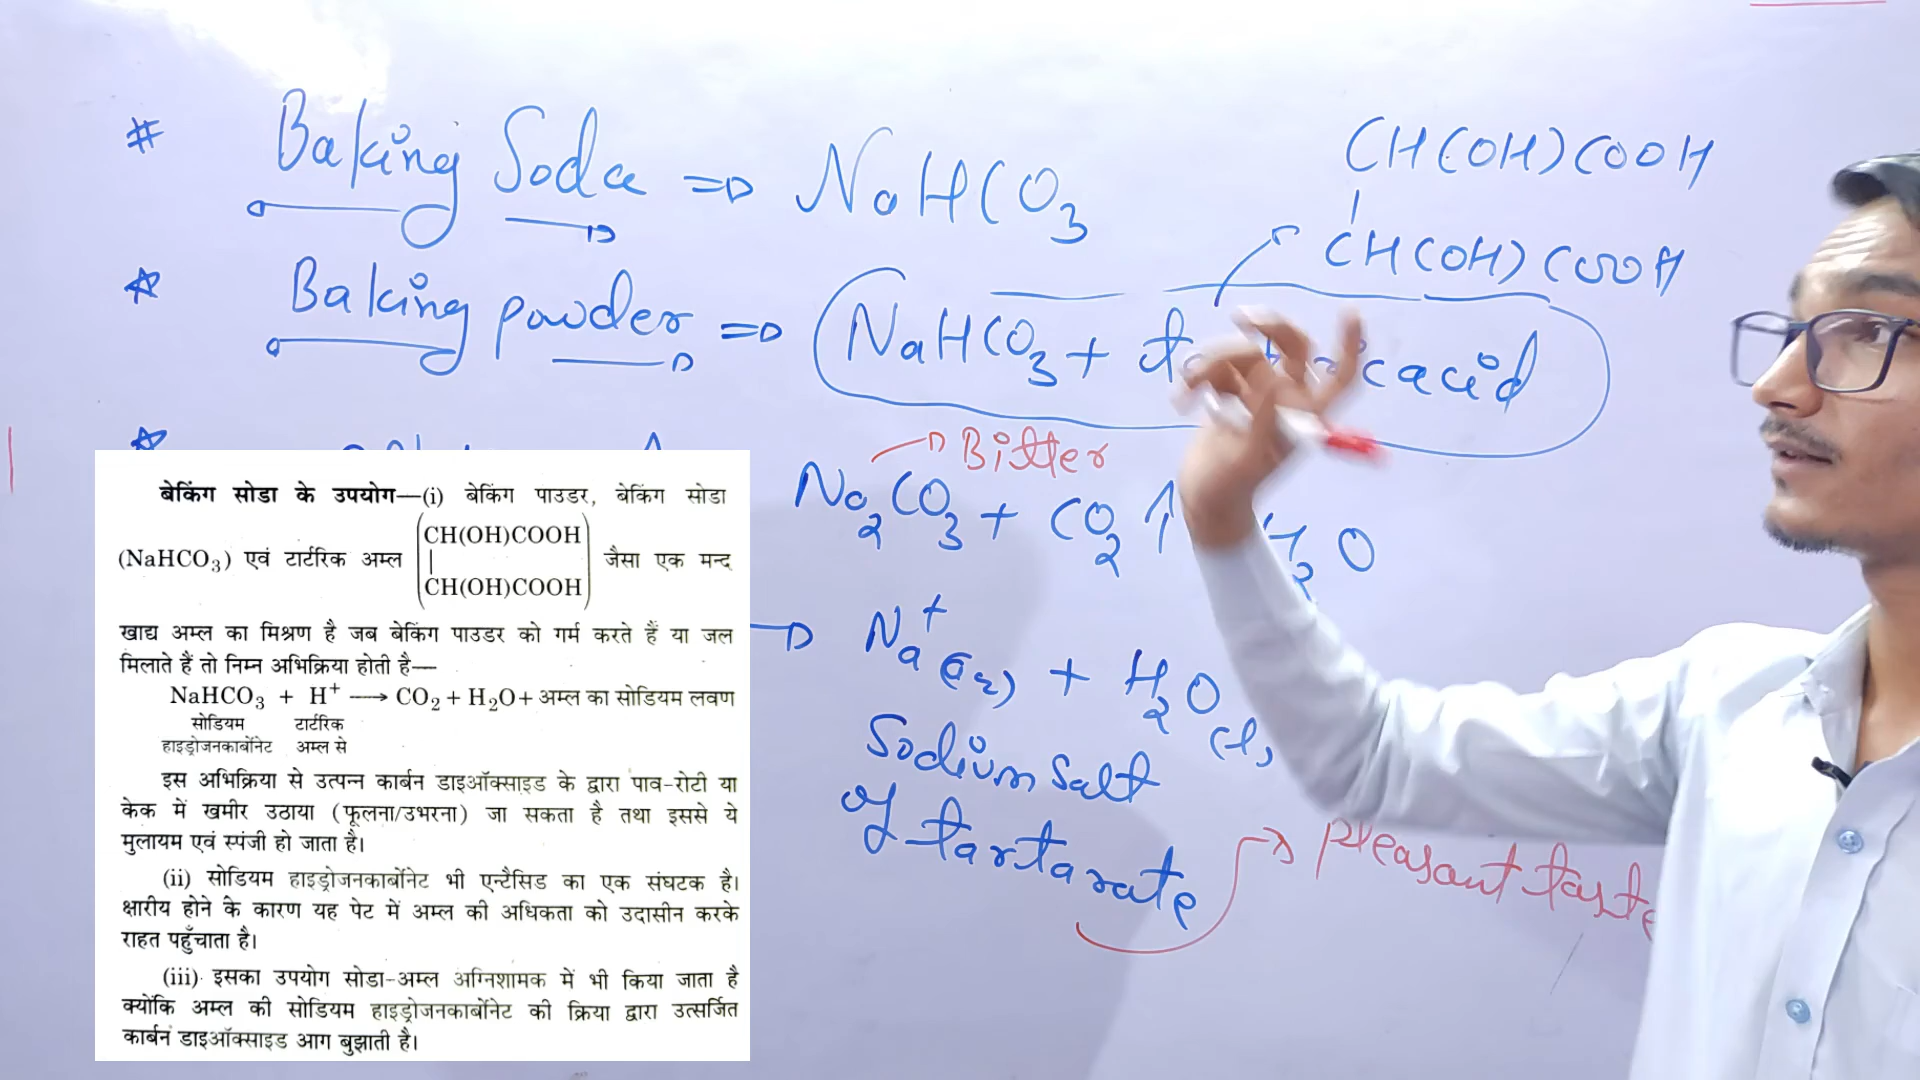 # Baking Soda ⇒ NaHCO3
CH(OH)COOH
|
CH(OH)COOH
* Baking powder ⇒ NaHCO3 + acid
→ Bitter
Na2CO3 + CO2↑ H2O
→ Na+(aq) + H2O(l)
Sodium salt
of tartarate
→ pleasant taste
बेकिंग सोडा के उपयोग—(i) बेकिंग पाउडर, बेकिंग सोडा
(NaHCO3) एवं टार्टरिक अम्ल (CH(OH)COOH
|
CH(OH)COOH) जैसा एक मन्द
खाद्य अम्ल का मिश्रण है जब बेकिंग पाउडर को गर्म करते हैं या जल
मिलाते हैं तो निम्न अभिक्रिया होती है—
NaHCO3 + H+ ⟶ CO2 + H2O + अम्ल का सोडियम लवण
सोडियम टार्टरिक
हाइड्रोजनकार्बोनेट अम्ल से
इस अभिक्रिया से उत्पन्न कार्बन डाइऑक्साइड के द्वारा पाव-रोटी या
केक में खमीर उठाया (फूलना/उभरना) जा सकता है तथा इससे ये
मुलायम एवं स्पंजी हो जाता है।
(ii) सोडियम हाइड्रोजनकार्बोनेट भी एन्टैसिड का एक संघटक है।
क्षारीय होने के कारण यह पेट में अम्ल की अधिकता को उदासीन करके
राहत पहुँचाता है।
(iii) इसका उपयोग सोडा-अम्ल अग्निशामक में भी किया जाता है
क्योंकि अम्ल की सोडियम हाइड्रोजनकार्बोनेट की क्रिया द्वारा उत्सर्जित
कार्बन डाइऑक्साइड आग बुझाती है।